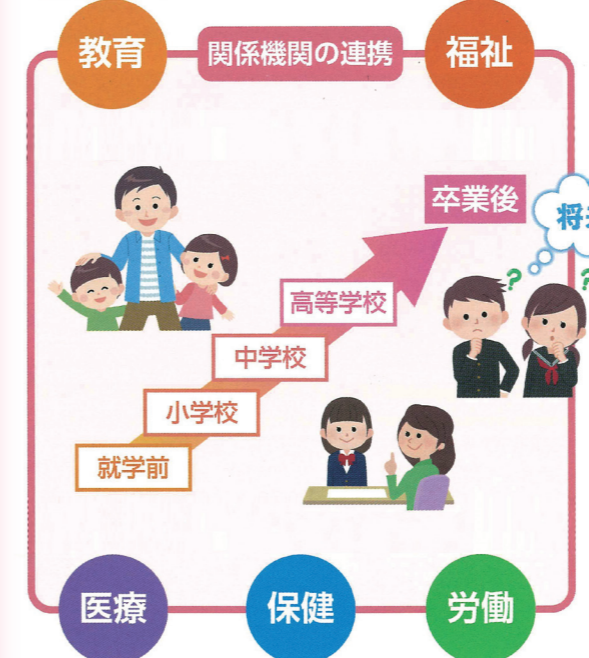 教育
関係機関の連携
福祉
卒業後
将
?
?
高等学校
中学校
小学校
就学前
医療
保健
労働